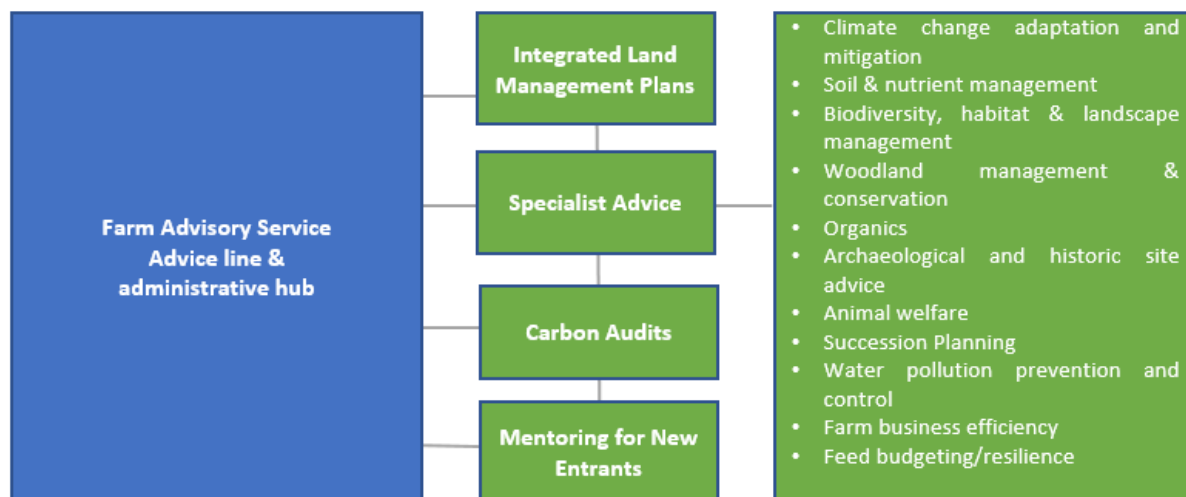 Farm Advisory Service
Advice line &
administrative hub
Integrated Land
Management Plans
Specialist Advice
Carbon Audits
Mentoring for New
Entrants
• Climate change adaptation and
mitigation
• Soil & nutrient management
• Biodiversity, habitat & landscape
management
• Woodland management &
conservation
• Organics
• Archaeological and historic site
advice
• Animal welfare
• Succession Planning
• Water pollution prevention and
control
• Farm business efficiency
• Feed budgeting/resilience